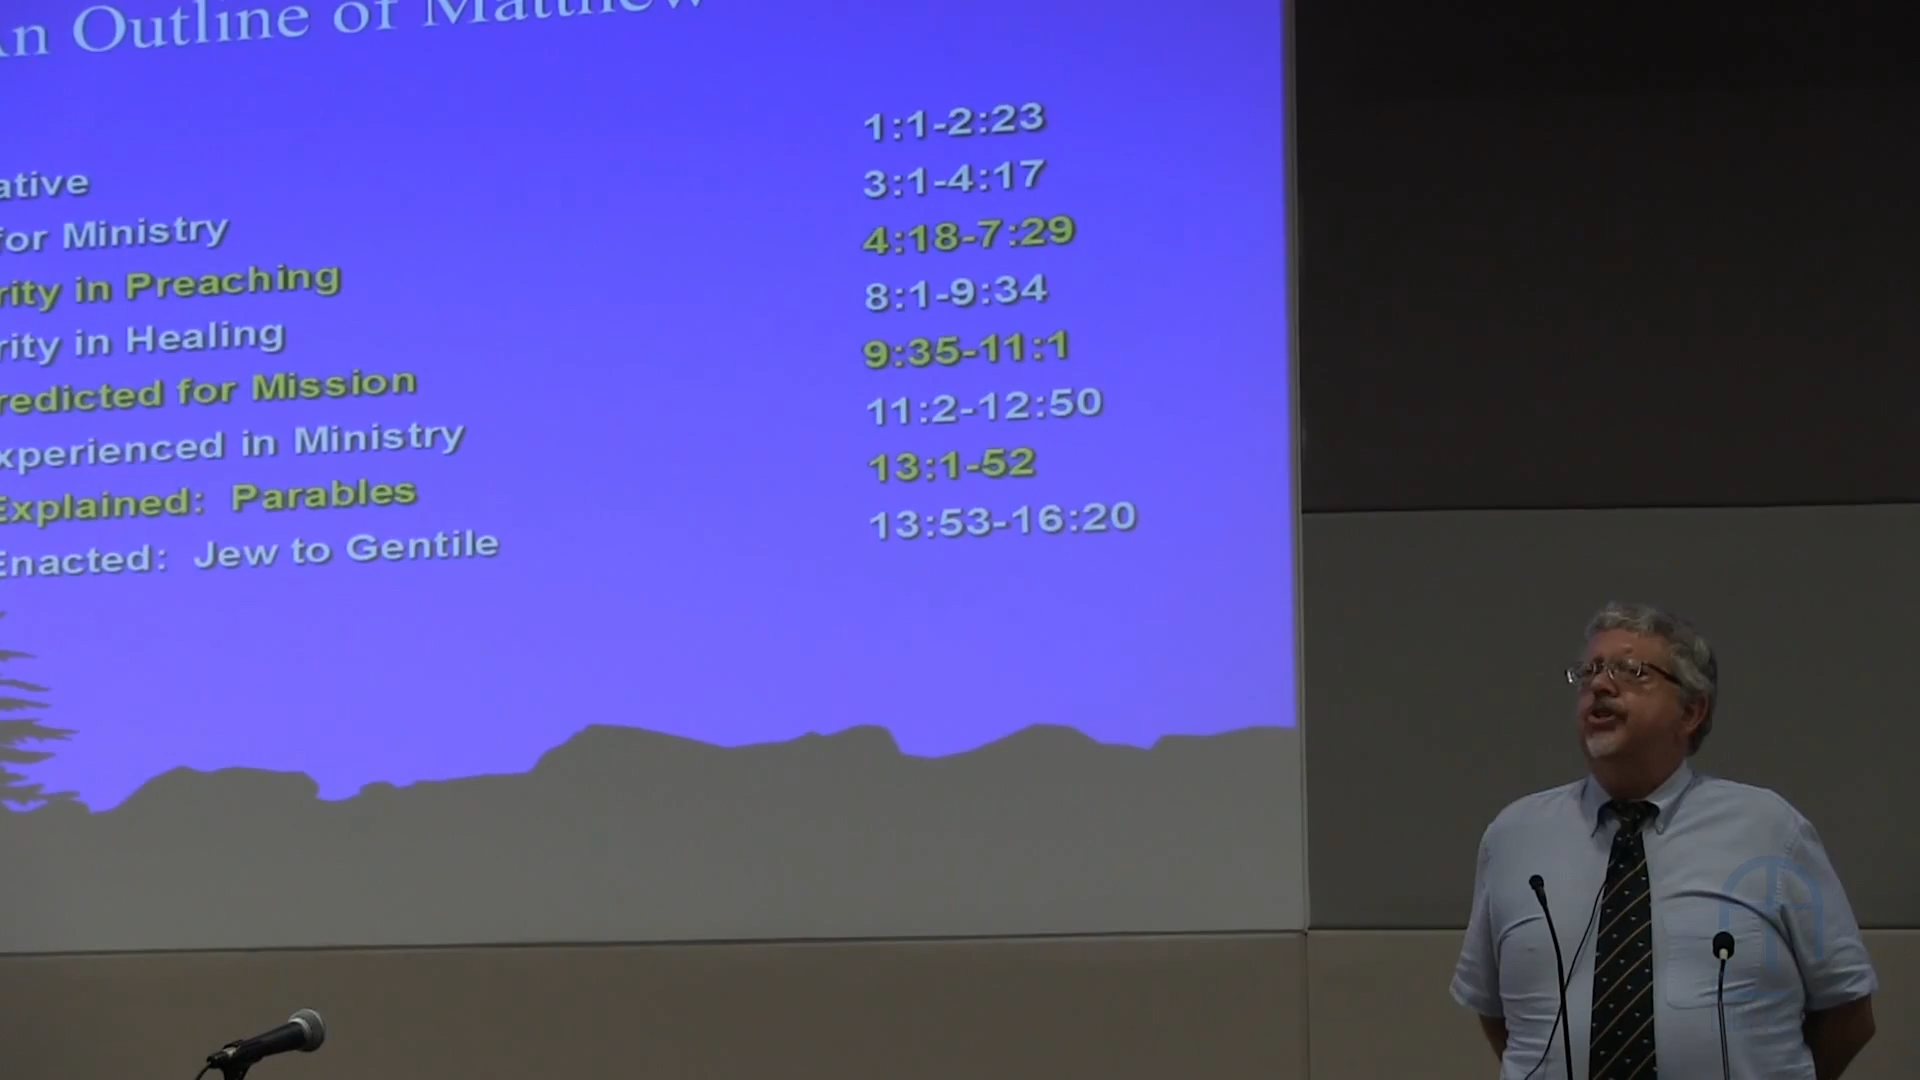 An Outline of Matthew
1:1-2:23
ative 3:1-4:17
for Ministry 4:18-7:29
rity in Preaching 8:1-9:34
rity in Healing 9:35-11:1
redicted for Mission 11:2-12:50
xperienced in Ministry 13:1-52
Explained: Parables 13:53-16:20
Enacted: Jew to Gentile